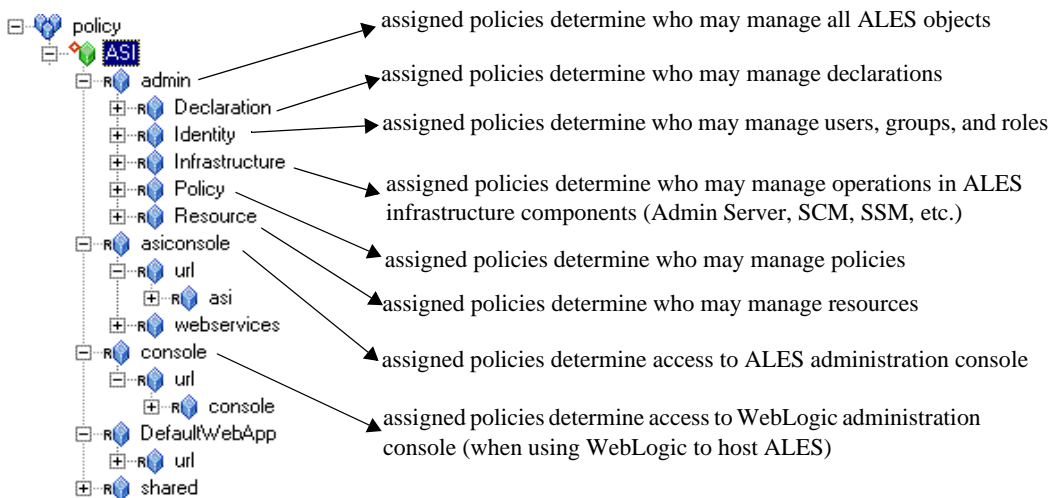 policy
ASI
admin
Declaration
Identity
Infrastructure
Policy
Resource
asiconsole
url
asi
webservices
console
url
console
DefaultWebApp
url
shared
assigned policies determine who may manage all ALES objects
assigned policies determine who may manage declarations
assigned policies determine who may manage users, groups, and roles
assigned policies determine who may manage operations in ALES
infrastructure components (Admin Server, SCM, SSM, etc.)
assigned policies determine who may manage policies
assigned policies determine who may manage resources
assigned policies determine access to ALES administration console
assigned policies determine access to WebLogic administration
console (when using WebLogic to host ALES)